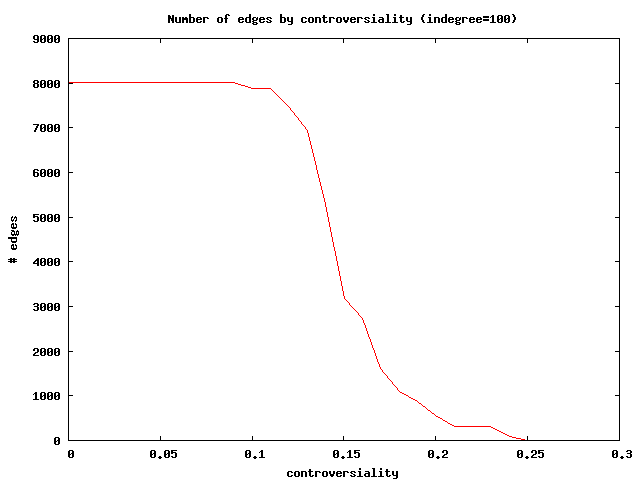 Number of edges by controversiality (indegree=100)
9000
8000
7000
6000
5000
4000
3000
2000
1000
0
# edges
0 0.05 0.1 0.15 0.2 0.25 0.3
controversiality